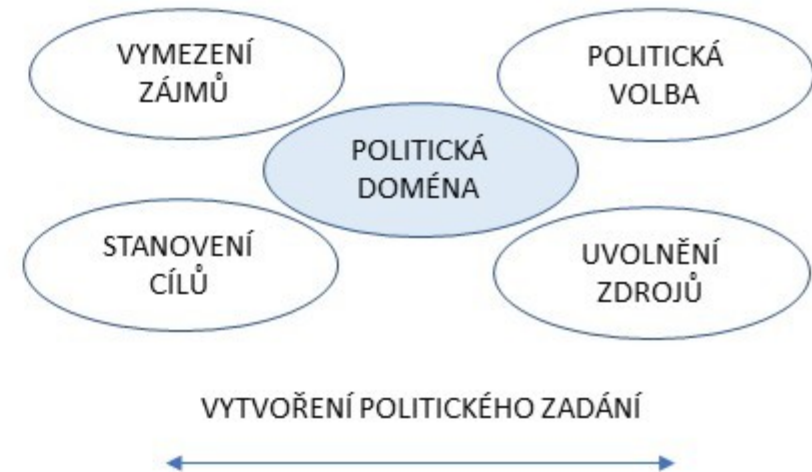 VYMEZENÍ
ZÁJMŮ
POLITICKÁ
VOLBA
POLITICKÁ
DOMÉNA
STANOVENÍ
CÍLŮ
UVOLNĚNÍ
ZDROJŮ
VYTVOŘENÍ POLITICKÉHO ZADÁNÍ